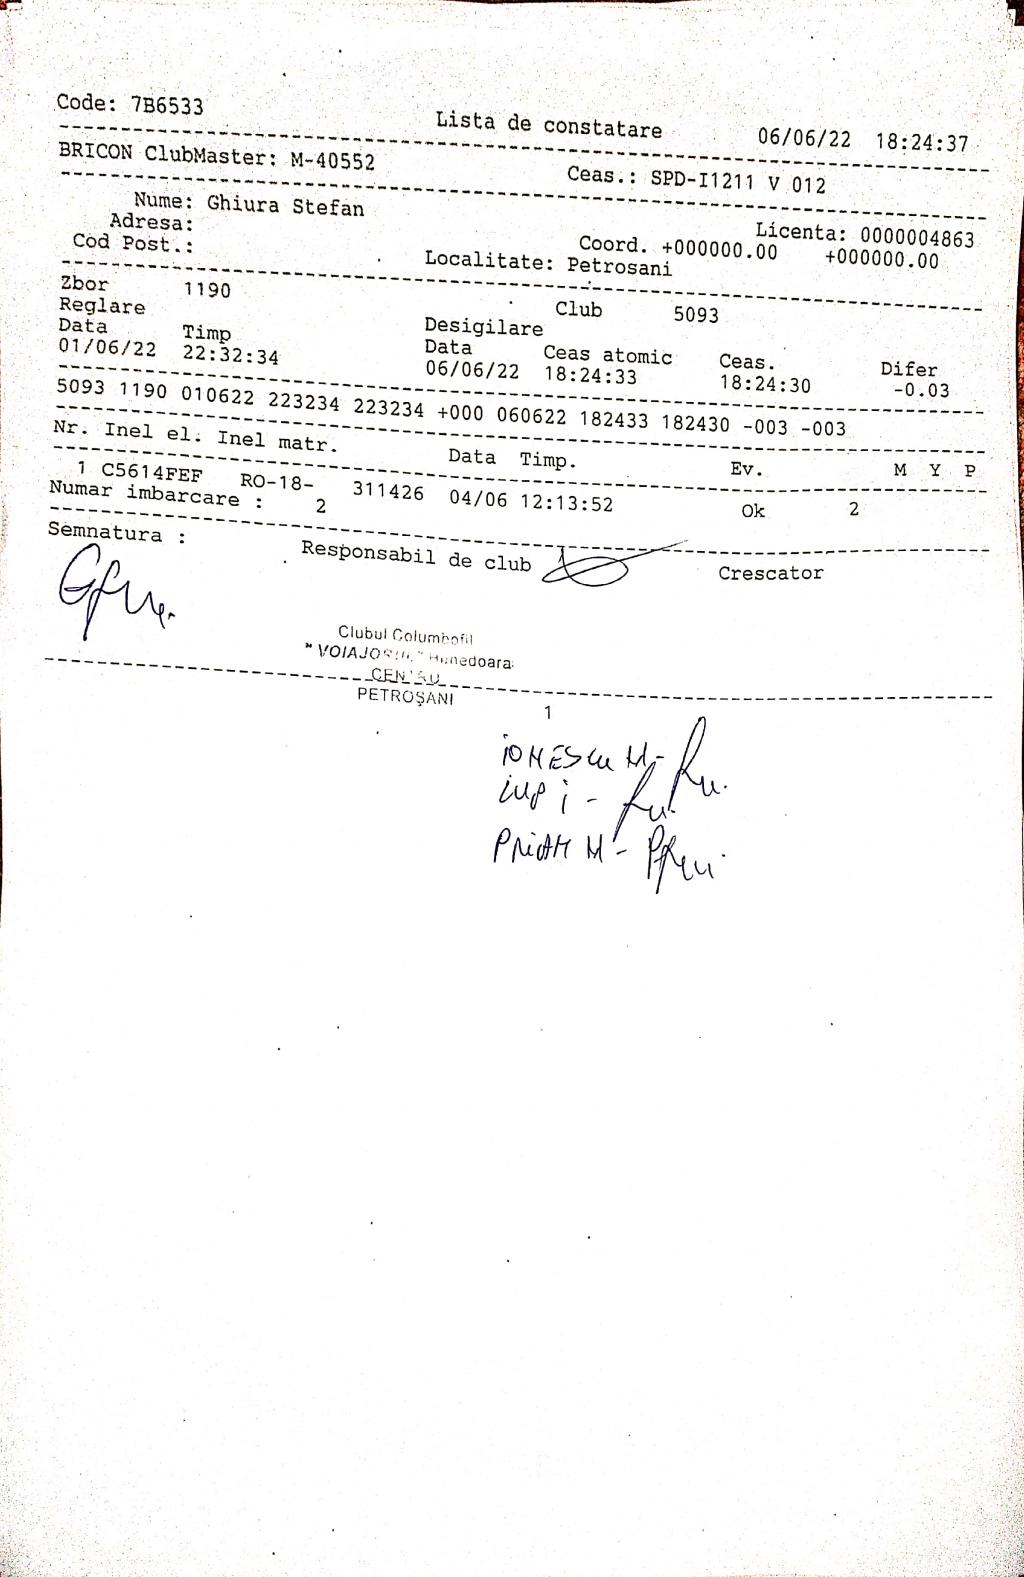 Code: 7B6533 Lista de constatare 06/06/22 18:24:37
BRICON ClubMaster: M-40552 Ceas.: SPD-I1211 V 012
Nume: Ghiura Stefan Licenta: 0000004863
Adresa: Coord. +000000.00 +000000.00
Cod Post.: Localitate: Petrosani
Zbor 1190 Club 5093
Reglare Desigilare
Data Timp Data Ceas atomic Ceas. Difer
01/06/22 22:32:34 06/06/22 18:24:33 18:24:30 -0.03
5093 1190 010622 223234 223234 +000 060622 182433 182430 -003 -003
Nr. Inel el. Inel matr. Data Timp. Ev. M Y P
1 C5614FEF RO-18- 311426 04/06 12:13:52 Ok 2
Numar imbarcare : 2
Semnatura : Responsabil de club Crescator
Clubul Columbofil
" Hunedoara
PETROŞANI
1
IONESCU M-
LUP I -
PRIAM M -